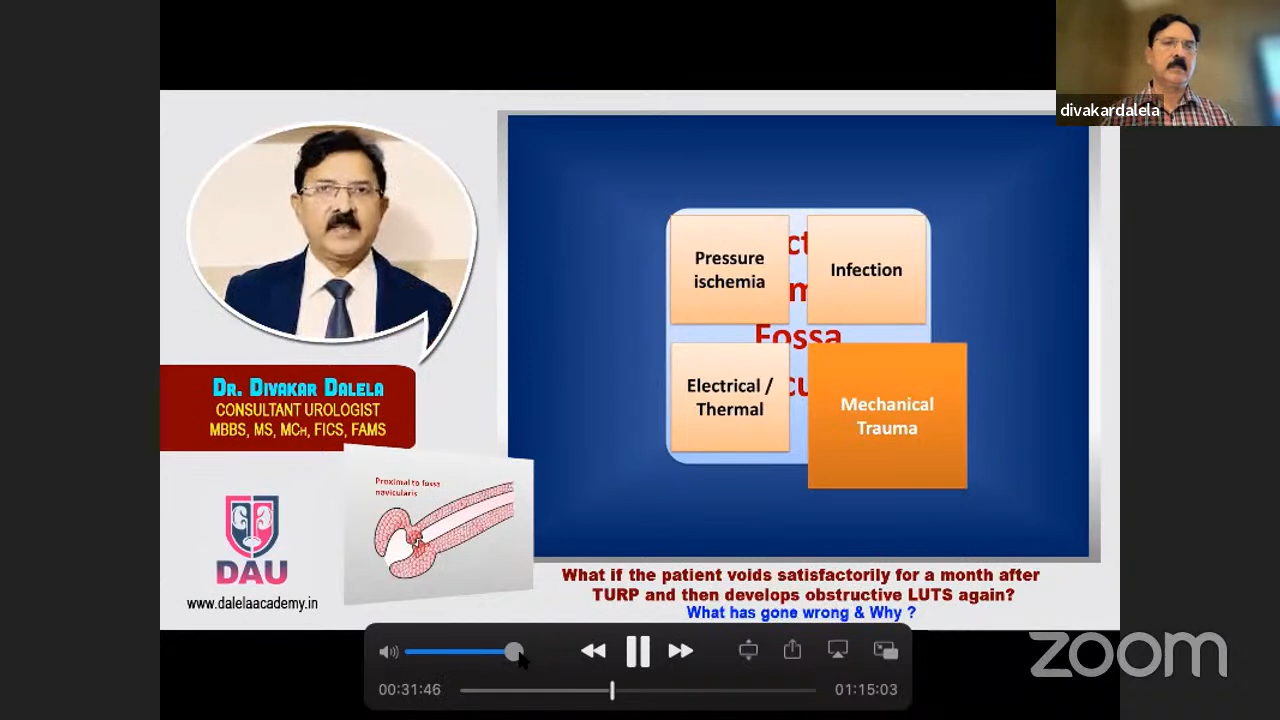 divakardalela
Pressure
ischemia
Infection
Fossa
Electrical /
Thermal
Mechanical
Trauma
DR. DIVAKAR DALELA
CONSULTANT UROLOGIST
MBBS, MS, MCH, FICS, FAMS
Proximal to fossa
navicularis
DAU
www.dalelaacademy.in
What if the patient voids satisfactorily for a month after
TURP and then develops obstructive LUTS again?
What has gone wrong & Why ?
zoom
00:31:46
01:15:03